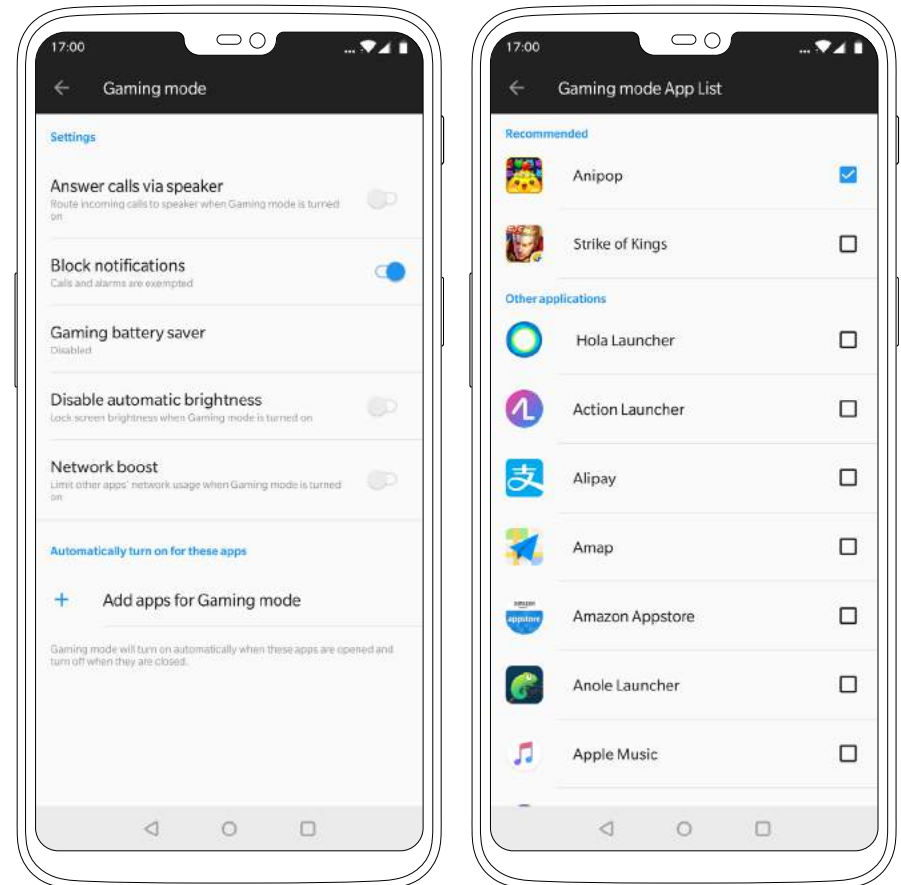 17:00
...
Gaming mode
Settings
Answer calls via speaker
Route incoming calls to speaker when Gaming mode is turned
on
Block notifications
Calls and alarms are exempted
Gaming battery saver
Disabled
Disable automatic brightness
Lock screen brightness when Gaming mode is turned on
Network boost
Limit other apps' network usage when Gaming mode is turned
on
Automatically turn on for these apps
+ Add apps for Gaming mode
Gaming mode will turn on automatically when these apps are opened and
turn off when they are closed.
17:00
...
Gaming mode App List
Recommended
Anipop
Strike of Kings
Other applications
Hola Launcher
Action Launcher
支
Alipay
Amap
amazon
appstore
Amazon Appstore
Anole Launcher
Apple Music